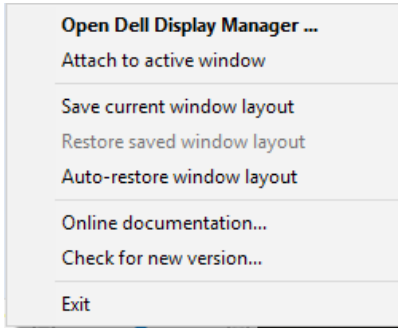 Open Dell Display Manager ...
Attach to active window
Save current window layout
Restore saved window layout
Auto-restore window layout
Online documentation...
Check for new version...
Exit